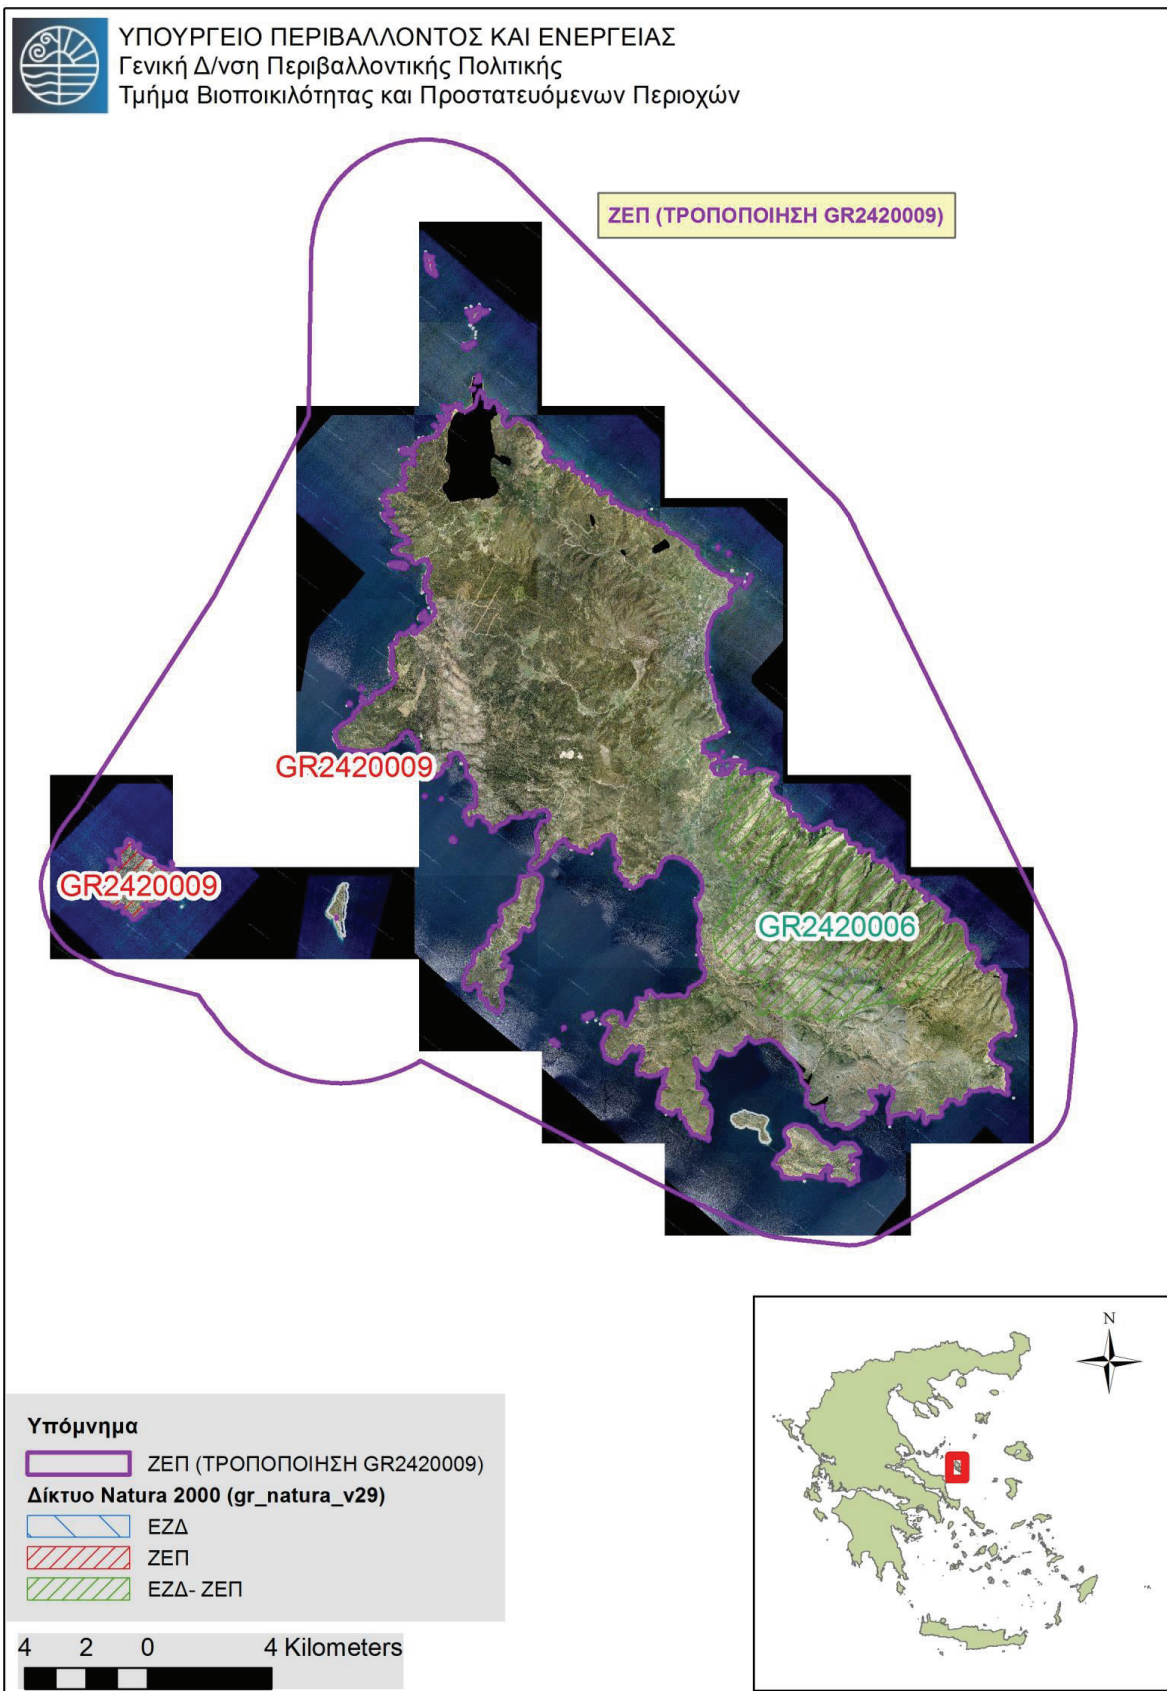 ΥΠΟΥΡΓΕΙΟ ΠΕΡΙΒΑΛΛΟΝΤΟΣ ΚΑΙ ΕΝΕΡΓΕΙΑΣ
Γενική Δ/νση Περιβαλλοντικής Πολιτικής
Τμήμα Βιοποικιλότητας και Προστατευόμενων Περιοχών
ΖΕΠ (ΤΡΟΠΟΠΟΙΗΣΗ GR2420009)
GR2420009
GR2420009
GR2420006
N
Υπόμνημα
ΖΕΠ (ΤΡΟΠΟΠΟΙΗΣΗ GR2420009)
Δίκτυο Natura 2000 (gr_natura_v29)
ΕΖΔ
ΖΕΠ
ΕΖΔ- ΖΕΠ
4 2 0 4 Kilometers